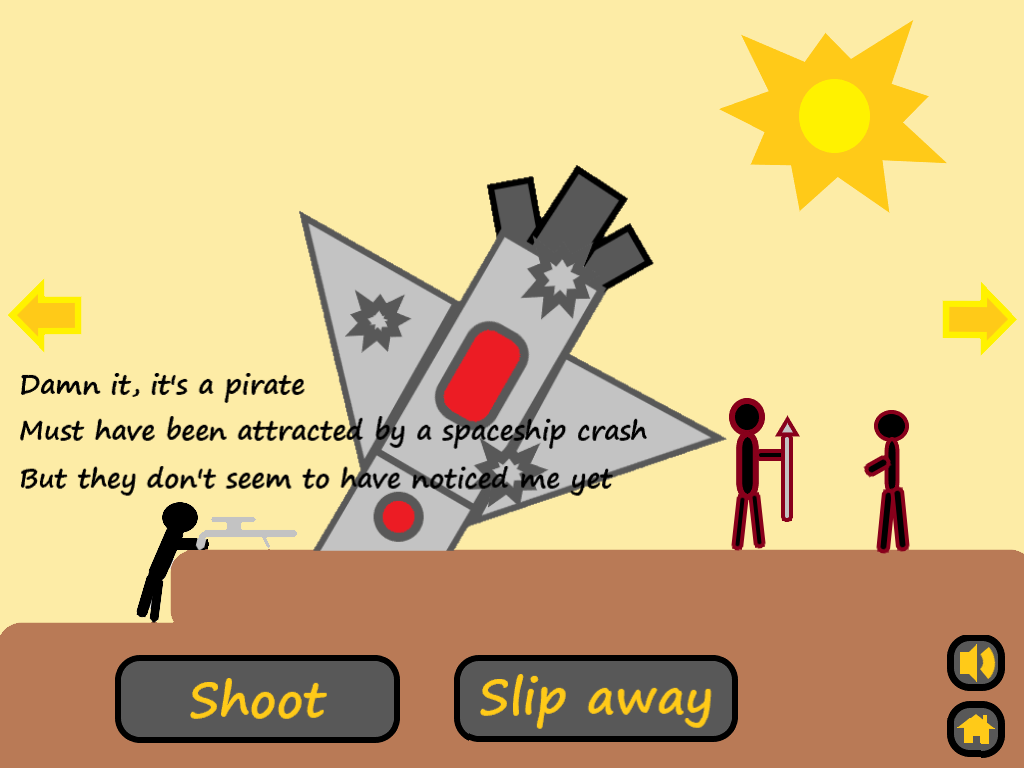 Damn it, it's a pirate
Must have been attracted by a spaceship crash
But they don't seem to have noticed me yet
Shoot
Slip away